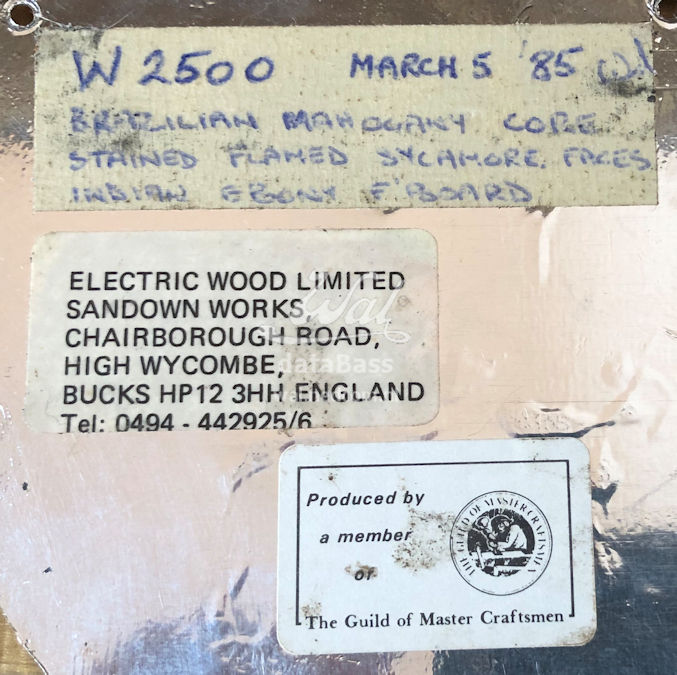 W 2500 MARCH 5 '85
BRAZILIAN MAHOGANY CORE
STAINED FLAMED SYCAMORE FACES
INDIAN EBONY F'BOARD
ELECTRIC WOOD LIMITED
SANDOWN WORKS,
CHAIRBOROUGH ROAD,
HIGH WYCOMBE,
BUCKS HP12 3HH ENGLAND
Tel: 0494 - 442925/6
Wal
dataBass
Produced by
a member
of
THE GUILD OF MASTER CRAFTSMEN
The Guild of Master Craftsmen